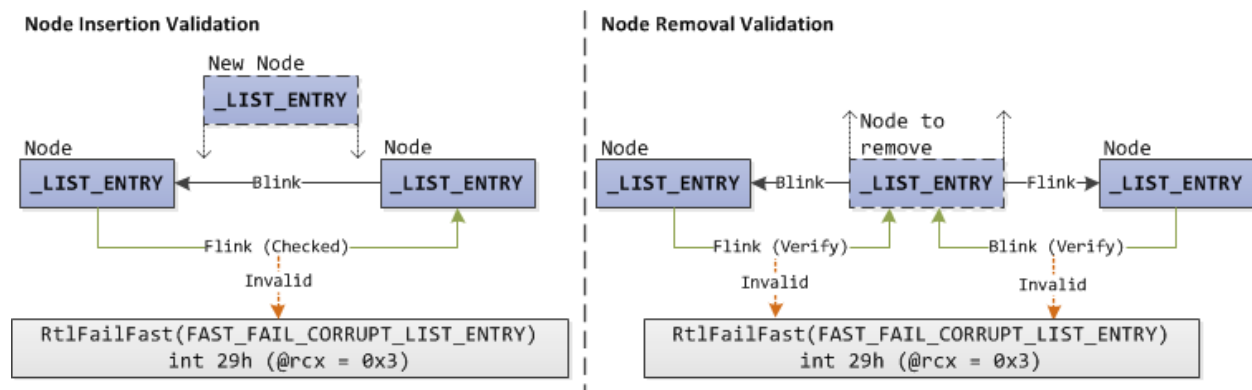 Node Insertion Validation
New Node
_LIST_ENTRY
Node
Node
_LIST_ENTRY
Blink
_LIST_ENTRY
Flink (Checked)
Invalid
RtlFailFast(FAST_FAIL_CORRUPT_LIST_ENTRY)
int 29h (@rcx = 0x3)
Node Removal Validation
Node to
remove
Node
Node
_LIST_ENTRY
Blink
_LIST_ENTRY
Flink
_LIST_ENTRY
Flink (Verify)
Blink (Verify)
Invalid
Invalid
RtlFailFast(FAST_FAIL_CORRUPT_LIST_ENTRY)
int 29h (@rcx = 0x3)